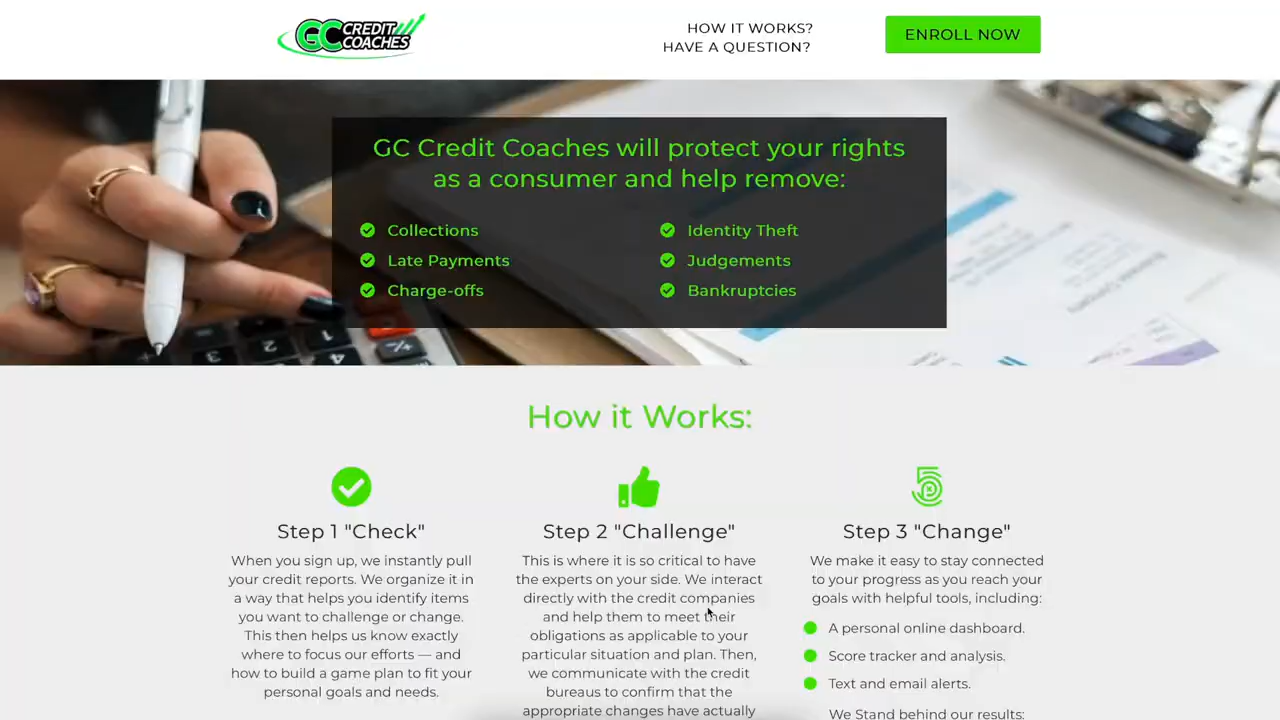 GC CREDIT
COACHES
HOW IT WORKS?
HAVE A QUESTION?
ENROLL NOW
GC Credit Coaches will protect your rights
as a consumer and help remove:
Collections
Late Payments
Charge-offs
Identity Theft
Judgements
Bankruptcies
How it Works:
Step 1 "Check"
When you sign up, we instantly pull
your credit reports. We organize it in
a way that helps you identify items
you want to challenge or change.
This then helps us know exactly
where to focus our efforts — and
how to build a game plan to fit your
personal goals and needs.
Step 2 "Challenge"
This is where it is so critical to have
the experts on your side. We interact
directly with the credit companies
and help them to meet their
obligations as applicable to your
particular situation and plan. Then,
we communicate with the credit
bureaus to confirm that the
appropriate changes have actually
Step 3 "Change"
We make it easy to stay connected
to your progress as you reach your
goals with helpful tools, including:
A personal online dashboard.
Score tracker and analysis.
Text and email alerts.
We Stand behind our results: